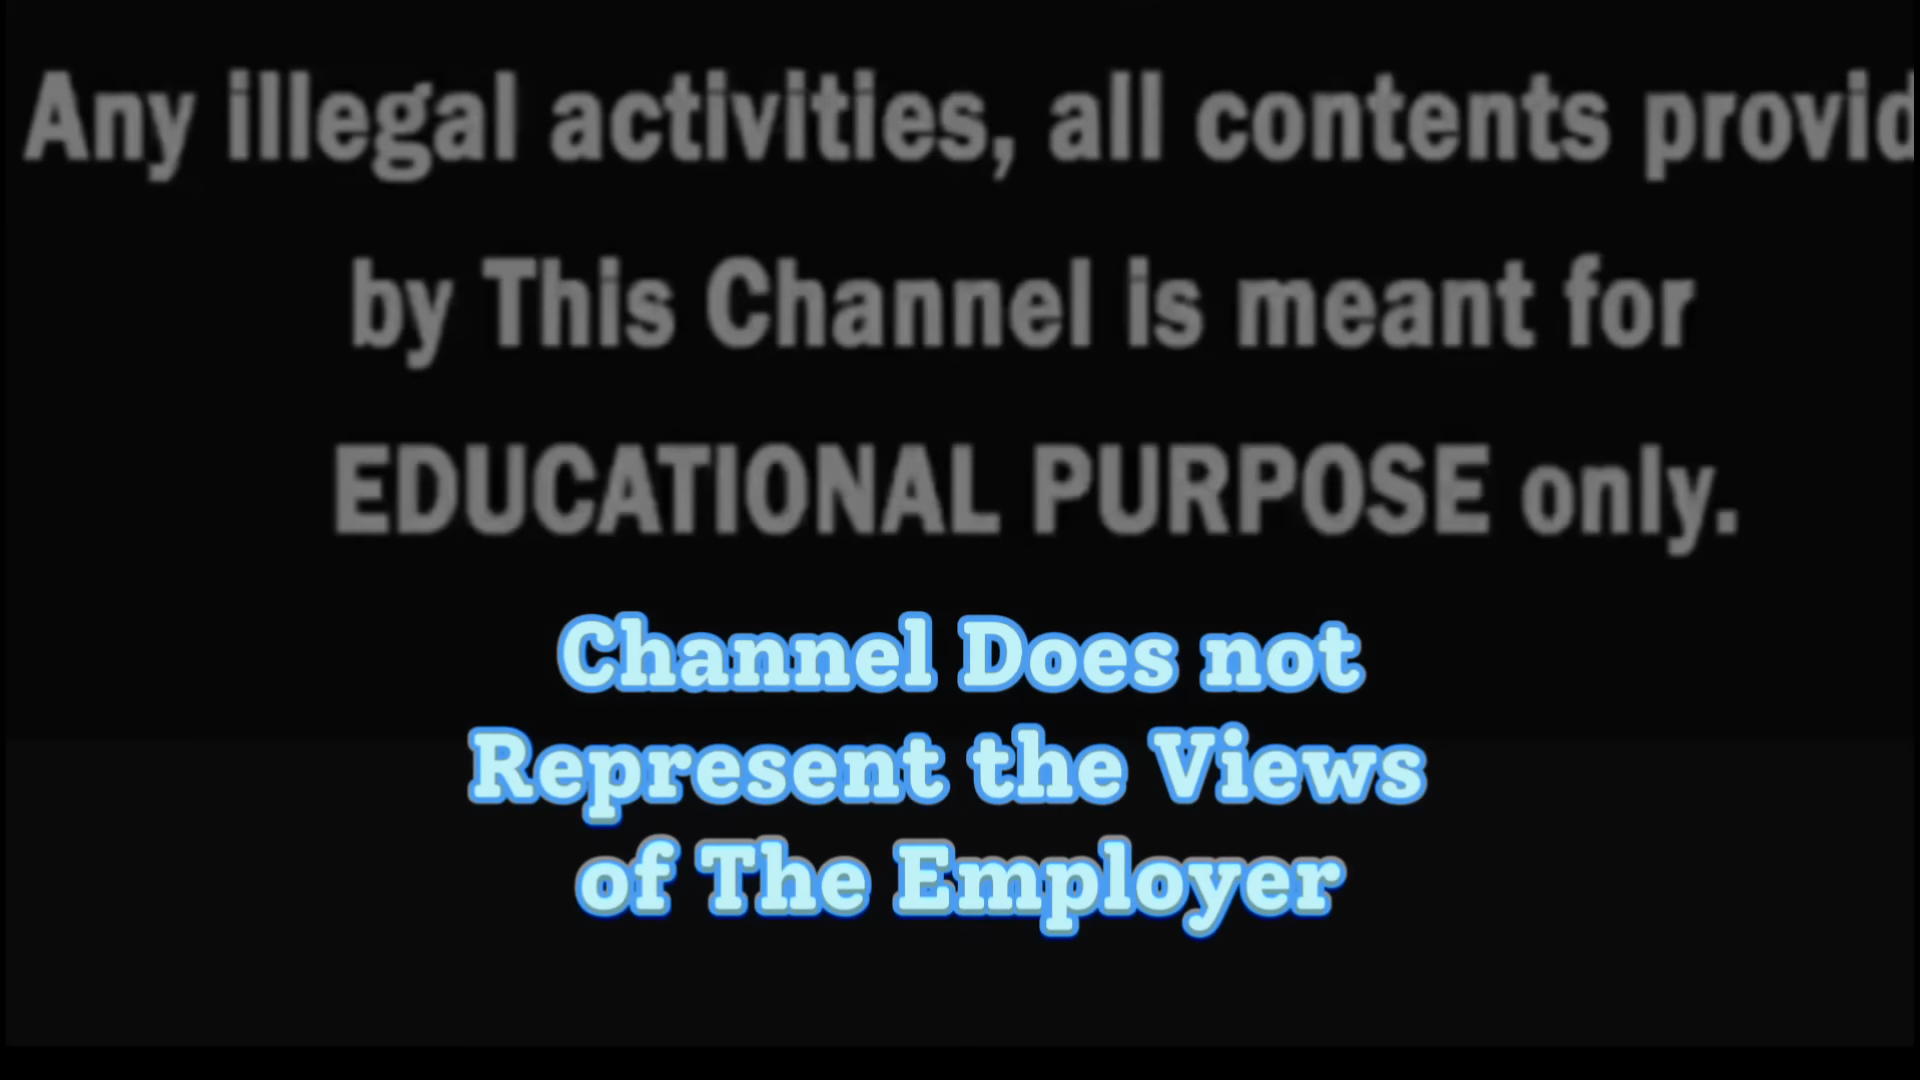 Any illegal activities, all contents provid
by This Channel is meant for
EDUCATIONAL PURPOSE only.
Channel Does not
Represent the Views
of The Employer